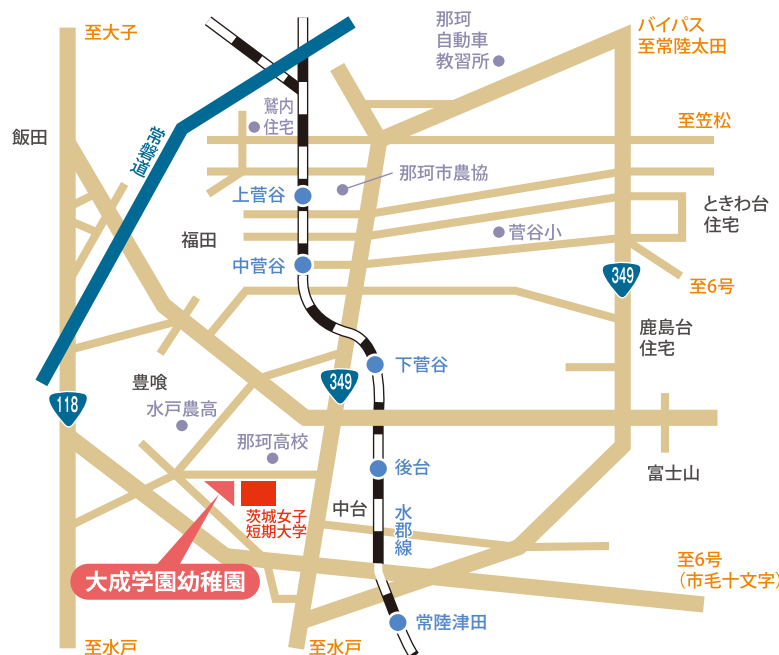 至大子
那珂
自動車
教習所
バイパス
至常陸太田
鷲内
住宅
至笠松
飯田
常磐道
那珂市農協
上菅谷
ときわ台
住宅
福田
菅谷小
中菅谷
349
至6号
鹿島台
住宅
下菅谷
豊喰
349
118
水戸農高
那珂高校
後台
富士山
茨城女子
短期大学
中台
水郡線
至6号
(市毛十文字)
大成学園幼稚園
常陸津田
至水戸
至水戸